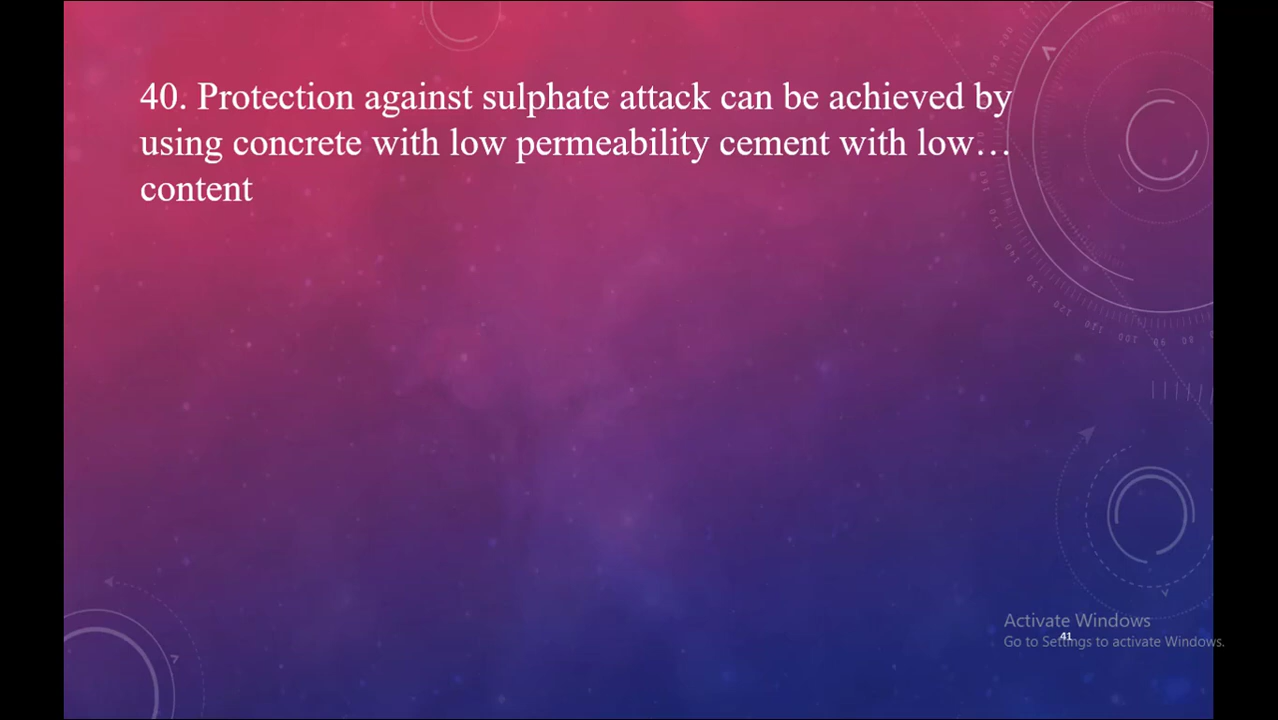 40. Protection against sulphate attack can be achieved by
using concrete with low permeability cement with low…
content
Activate Windows
41
Go to Settings to activate Windows.